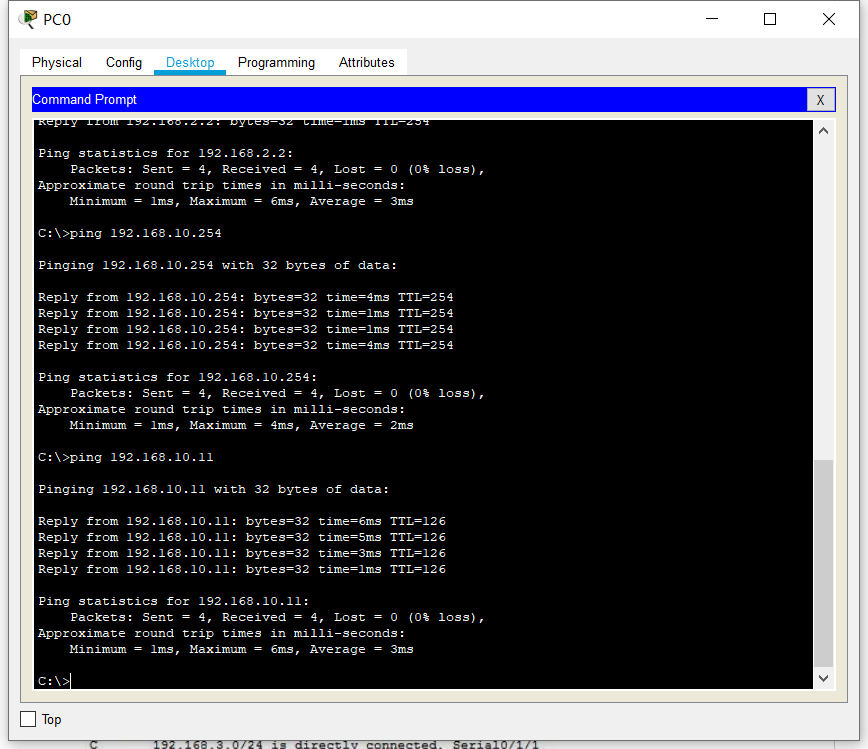 PC0
Physical Config Desktop Programming Attributes
Command Prompt X
Reply from 192.168.2.2: bytes=32 time=1ms TTL=254
Ping statistics for 192.168.2.2:
Packets: Sent = 4, Received = 4, Lost = 0 (0% loss),
Approximate round trip times in milli-seconds:
Minimum = 1ms, Maximum = 6ms, Average = 3ms
C:\>ping 192.168.10.254
Pinging 192.168.10.254 with 32 bytes of data:
Reply from 192.168.10.254: bytes=32 time=4ms TTL=254
Reply from 192.168.10.254: bytes=32 time=1ms TTL=254
Reply from 192.168.10.254: bytes=32 time=1ms TTL=254
Reply from 192.168.10.254: bytes=32 time=4ms TTL=254
Ping statistics for 192.168.10.254:
Packets: Sent = 4, Received = 4, Lost = 0 (0% loss),
Approximate round trip times in milli-seconds:
Minimum = 1ms, Maximum = 4ms, Average = 2ms
C:\>ping 192.168.10.11
Pinging 192.168.10.11 with 32 bytes of data:
Reply from 192.168.10.11: bytes=32 time=6ms TTL=126
Reply from 192.168.10.11: bytes=32 time=5ms TTL=126
Reply from 192.168.10.11: bytes=32 time=3ms TTL=126
Reply from 192.168.10.11: bytes=32 time=1ms TTL=126
Ping statistics for 192.168.10.11:
Packets: Sent = 4, Received = 4, Lost = 0 (0% loss),
Approximate round trip times in milli-seconds:
Minimum = 1ms, Maximum = 6ms, Average = 3ms
C:\>
Top
C 192.168.3.0/24 is directly connected, Serial0/1/1